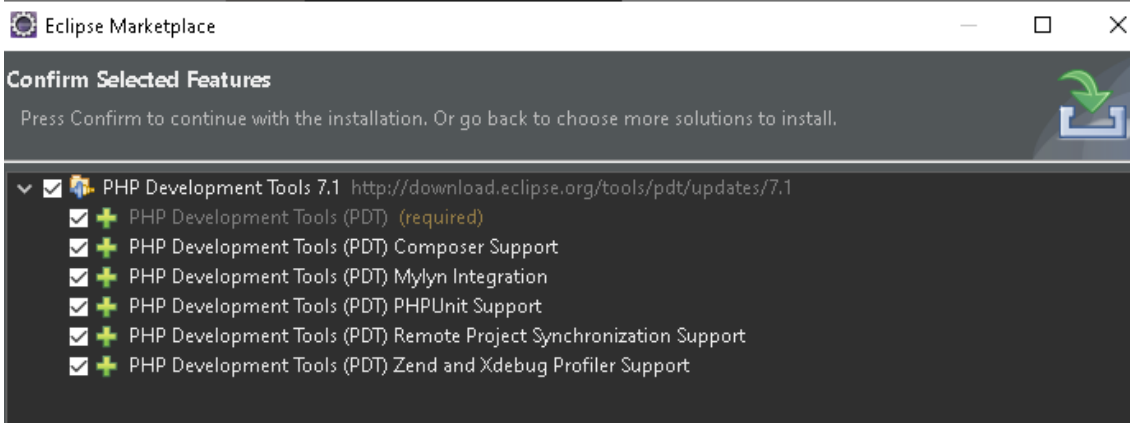 Eclipse Marketplace
Confirm Selected Features
Press Confirm to continue with the installation. Or go back to choose more solutions to install.
PHP Development Tools 7.1 http://download.eclipse.org/tools/pdt/updates/7.1
PHP Development Tools (PDT) (required)
PHP Development Tools (PDT) Composer Support
PHP Development Tools (PDT) Mylyn Integration
PHP Development Tools (PDT) PHPUnit Support
PHP Development Tools (PDT) Remote Project Synchronization Support
PHP Development Tools (PDT) Zend and Xdebug Profiler Support